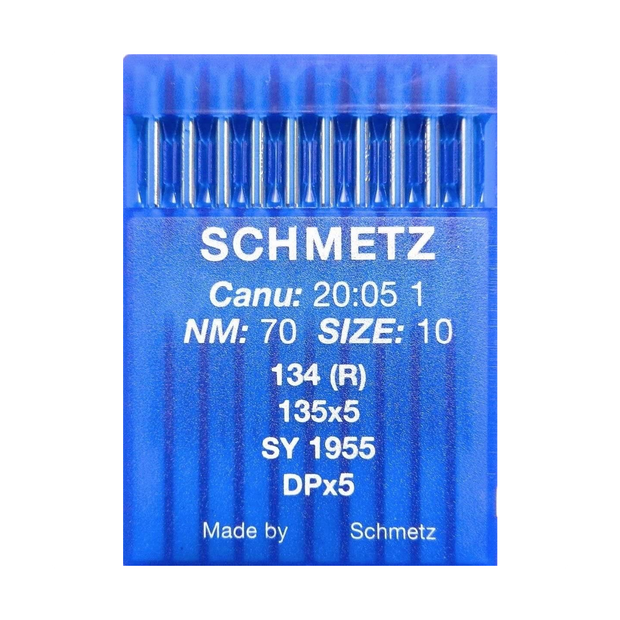 SCHMETZ
Canu: 20:05 1
NM: 70 SIZE: 10
134 (R)
135x5
SY 1955
DPx5
Made by Schmetz